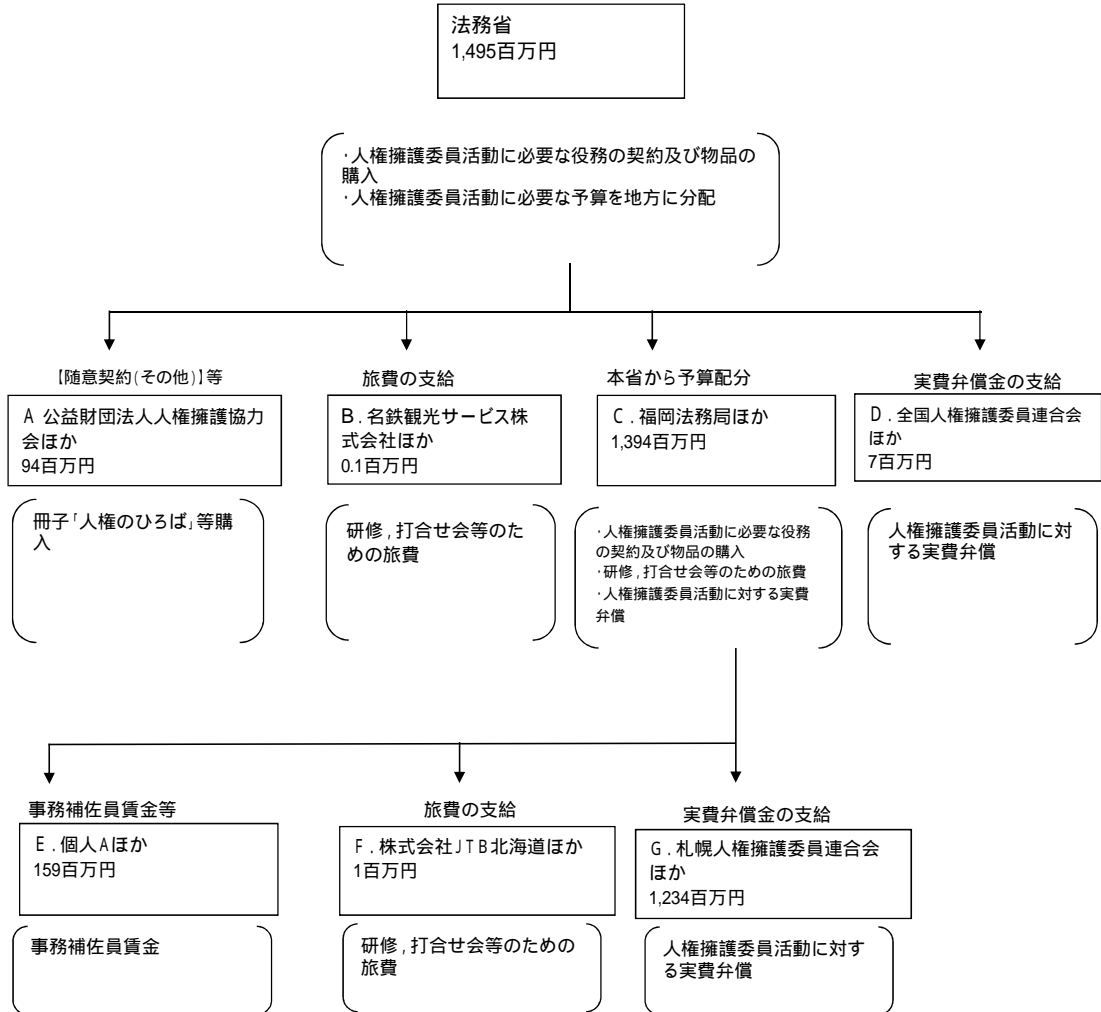 法務省
1,495百万円
・人権擁護委員活動に必要な役務の契約及び物品の
購入
・人権擁護委員活動に必要な予算を地方に分配
【随意契約(その他)】等
A 公益財団法人人権擁護協力
会ほか
94百万円
冊子「人権のひろば」等購
入
旅費の支給
B．名鉄観光サービス株
式会社ほか
0.1百万円
研修，打合せ会等のた
めの旅費
本省から予算配分
C．福岡法務局ほか
1,394百万円
・人権擁護委員活動に必要な役務
の契約及び物品の購入
・研修，打合せ会等のための旅費
・人権擁護委員活動に対する実費
弁償
実費弁償金の支給
D．全国人権擁護委員連合会
ほか
7百万円
人権擁護委員活動に対
する実費弁償
事務補佐員賃金等
E．個人Aほか
159百万円
事務補佐員賃金
旅費の支給
F．株式会社JTB北海道ほか
1百万円
研修，打合せ会等のための
旅費
実費弁償金の支給
G．札幌人権擁護委員連合会
ほか
1,234百万円
人権擁護委員活動に対す
る実費弁償